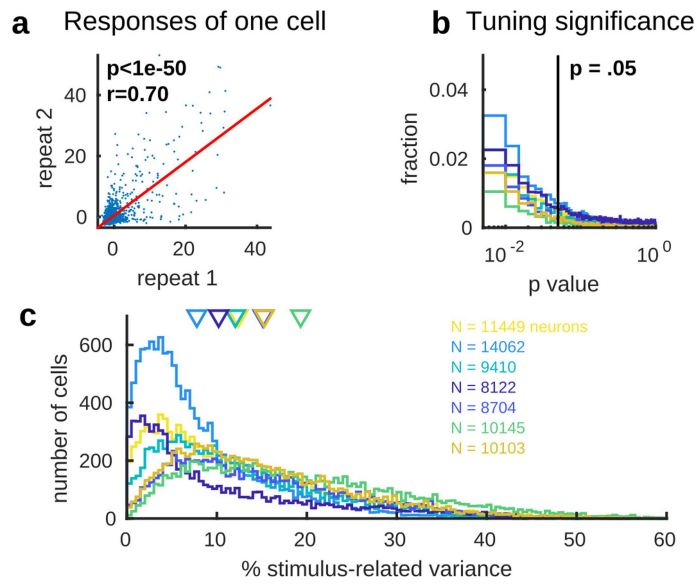 a Responses of one cell
p<1e-50
r=0.70
repeat 2
40
20
0
0 20 40
repeat 1
b Tuning significance
p = .05
fraction
0.04
0.02
0
10^-2 10^0
p value
c
number of cells
600
400
200
0
0 10 20 30 40 50 60
% stimulus-related variance
N = 11449 neurons
N = 14062
N = 9410
N = 8122
N = 8704
N = 10145
N = 10103